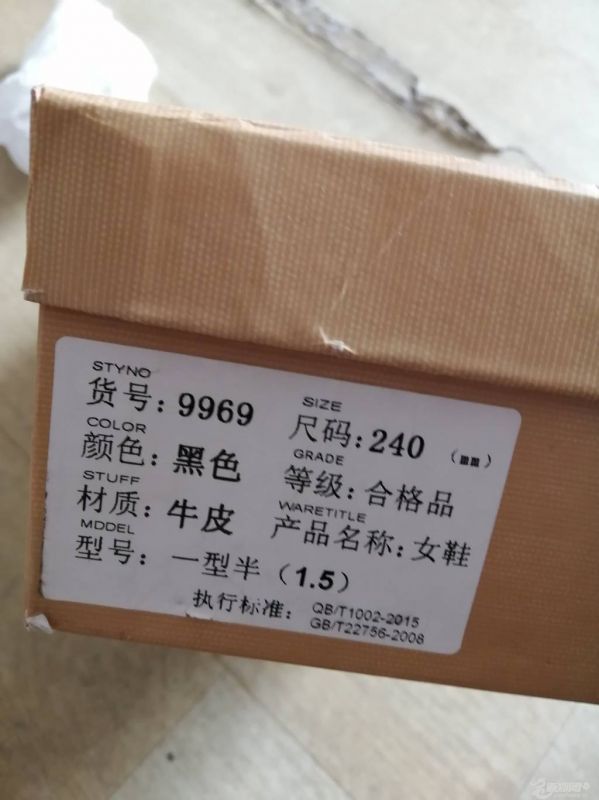 STYNO
货号: 9969
SIZE
尺码: 240 (mm)
COLOR
颜色: 黑色
GRADE
等级: 合格品
STUFF
材质: 牛皮
WARETITLE
产品名称: 女鞋
MDDEL
型号: 一型半 (1.5)
执行标准: QB/T1002-2015
GB/T22756-2008